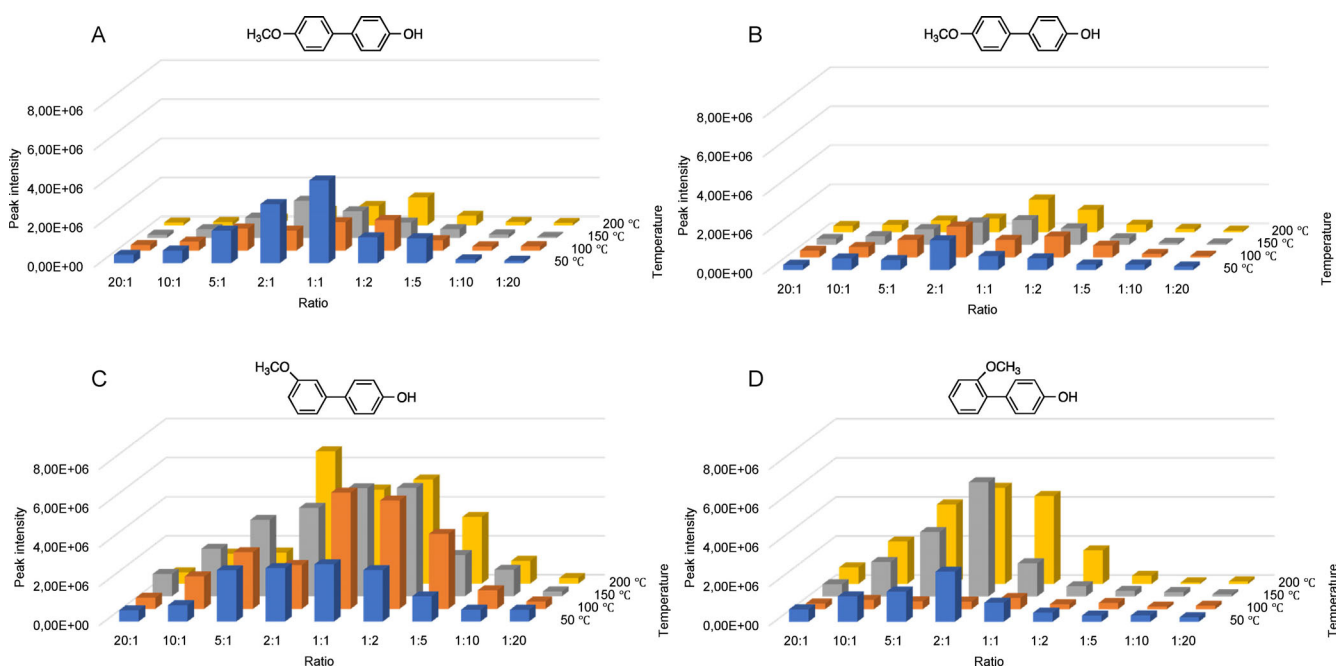 A
H₃CO
OH
8,00E+06
6,00E+06
4,00E+06
2,00E+06
0,00E+00
Peak intensity
20:1 10:1 5:1 2:1 1:1 1:2 1:5 1:10 1:20
Ratio
200 °C
150 °C
100 °C
50 °C
Temperature
B
H₃CO
OH
8,00E+06
6,00E+06
4,00E+06
2,00E+06
0,00E+00
Peak intensity
20:1 10:1 5:1 2:1 1:1 1:2 1:5 1:10 1:20
Ratio
200 °C
150 °C
100 °C
50 °C
Temperature
C
H₃CO
OH
8,00E+06
6,00E+06
4,00E+06
2,00E+06
0,00E+00
Peak intensity
20:1 10:1 5:1 2:1 1:1 1:2 1:5 1:10 1:20
Ratio
200 °C
150 °C
100 °C
50 °C
Temperature
D
OCH₃
OH
8,00E+06
6,00E+06
4,00E+06
2,00E+06
0,00E+00
Peak intensity
20:1 10:1 5:1 2:1 1:1 1:2 1:5 1:10 1:20
Ratio
200 °C
150 °C
100 °C
50 °C
Temperature